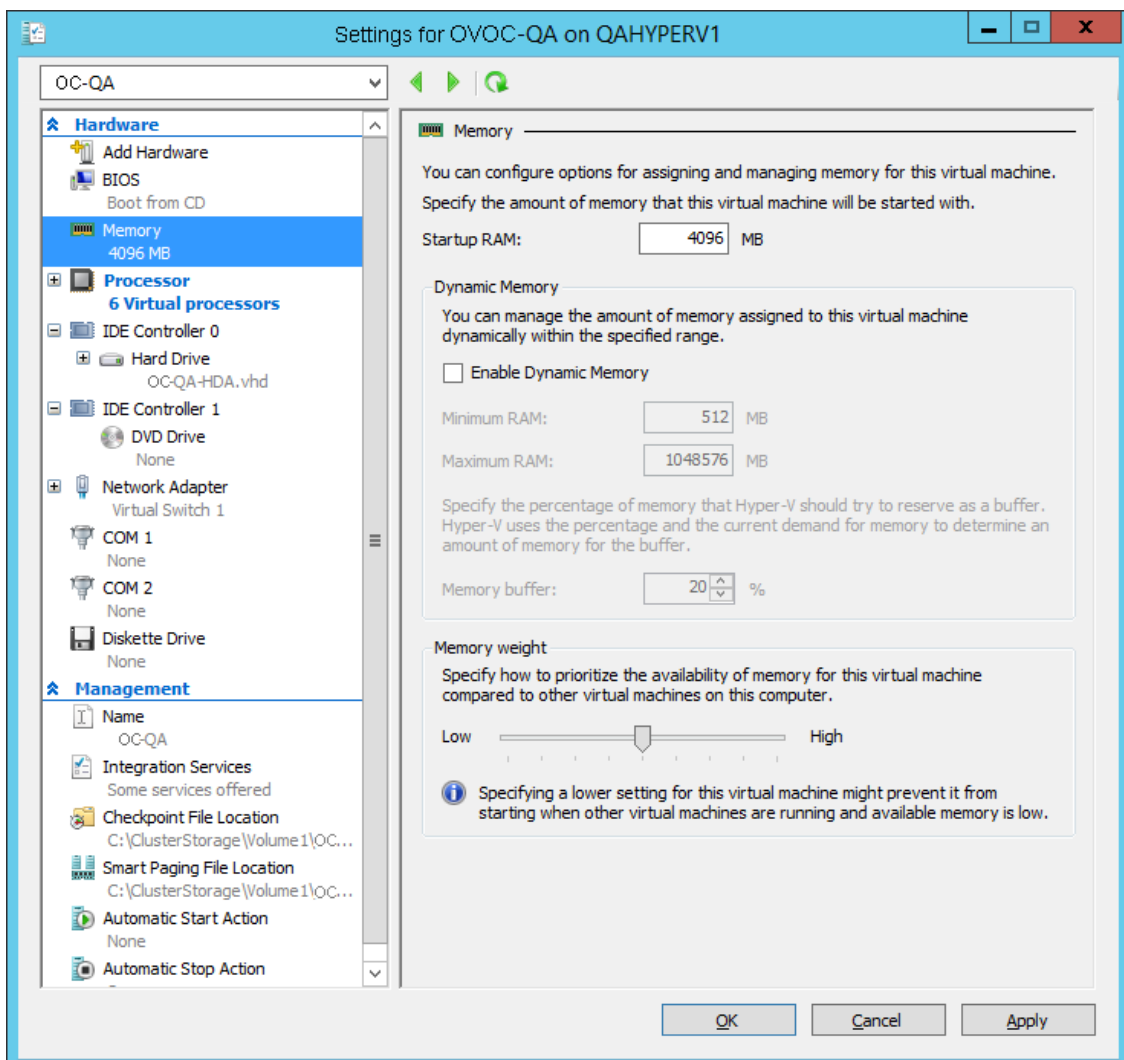 Settings for OVOC-QA on QAHYPERV1
OC-QA
Hardware
Add Hardware
BIOS
Boot from CD
Memory
4096 MB
Processor
6 Virtual processors
IDE Controller 0
Hard Drive
OC-QA-HDA.vhd
IDE Controller 1
DVD Drive
None
Network Adapter
Virtual Switch 1
COM 1
None
COM 2
None
Diskette Drive
None
Management
Name
OC-QA
Integration Services
Some services offered
Checkpoint File Location
C:\ClusterStorage\Volume1\OC...
Smart Paging File Location
C:\ClusterStorage\Volume1\OC...
Automatic Start Action
None
Automatic Stop Action
Memory
You can configure options for assigning and managing memory for this virtual machine.
Specify the amount of memory that this virtual machine will be started with.
Startup RAM: 4096 MB
Dynamic Memory
You can manage the amount of memory assigned to this virtual machine
dynamically within the specified range.
Enable Dynamic Memory
Minimum RAM: 512 MB
Maximum RAM: 1048576 MB
Specify the percentage of memory that Hyper-V should try to reserve as a buffer.
Hyper-V uses the percentage and the current demand for memory to determine an
amount of memory for the buffer.
Memory buffer: 20 %
Memory weight
Specify how to prioritize the availability of memory for this virtual machine
compared to other virtual machines on this computer.
Low High
Specifying a lower setting for this virtual machine might prevent it from
starting when other virtual machines are running and available memory is low.
OK Cancel Apply